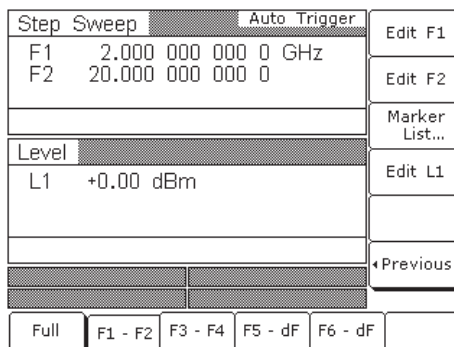 Step Sweep Auto Trigger
F1 2.000 000 000 0 GHz
F2 20.000 000 000 0
Level
L1 +0.00 dBm
Edit F1
Edit F2
Marker
List...
Edit L1
Previous
Full F1 - F2 F3 - F4 F5 - dF F6 - dF